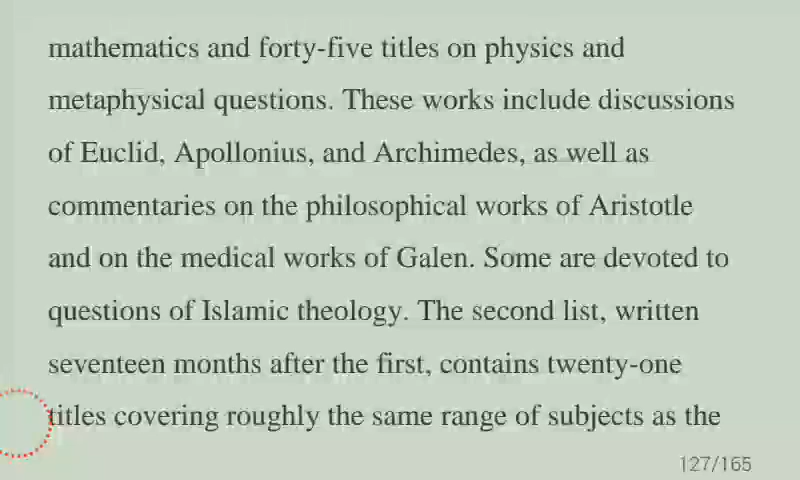 mathematics and forty-five titles on physics and
metaphysical questions. These works include discussions
of Euclid, Apollonius, and Archimedes, as well as
commentaries on the philosophical works of Aristotle
and on the medical works of Galen. Some are devoted to
questions of Islamic theology. The second list, written
seventeen months after the first, contains twenty-one
titles covering roughly the same range of subjects as the
127/165